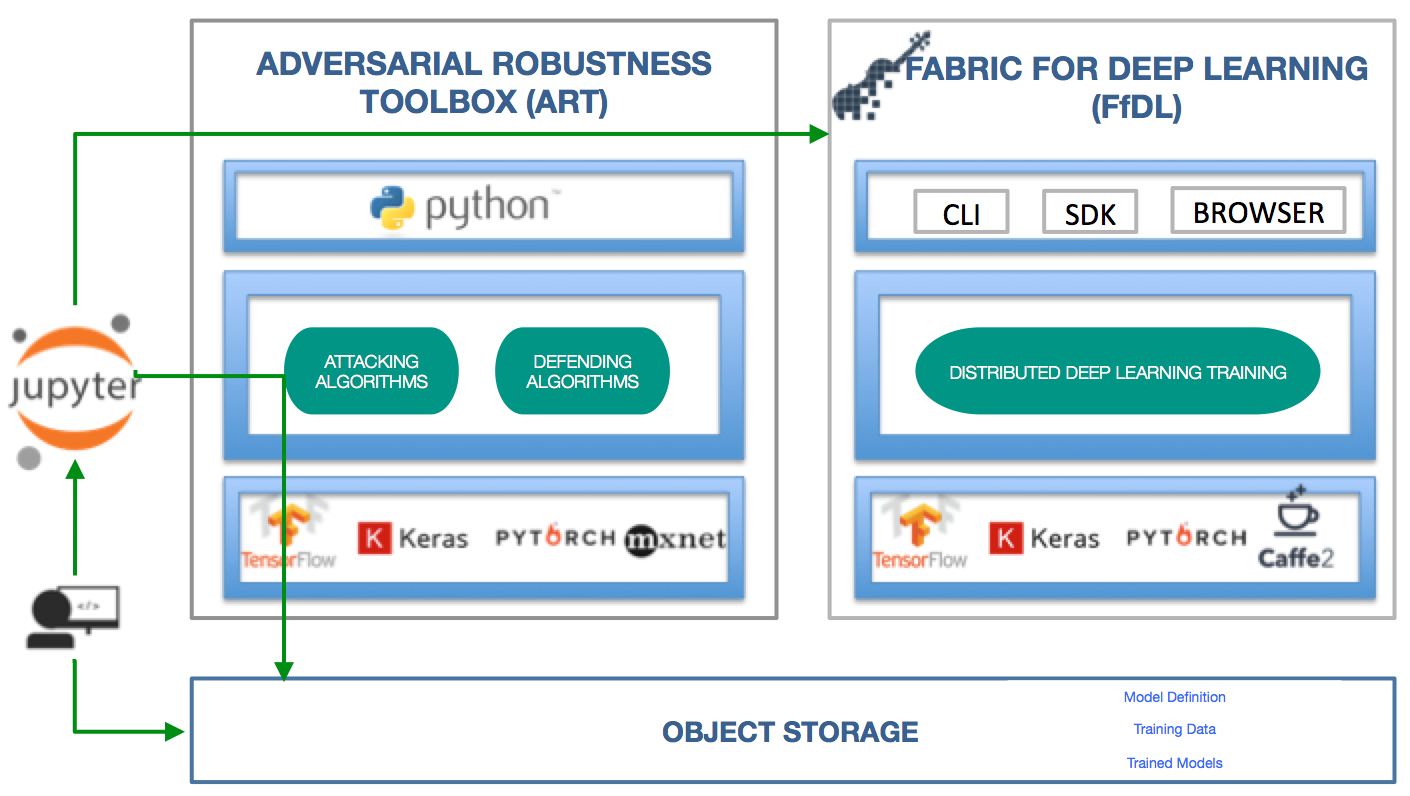 ADVERSARIAL ROBUSTNESS
TOOLBOX (ART)
python™
ATTACKING
ALGORITHMS
DEFENDING
ALGORITHMS
TensorFlow
K Keras
PYTORCH
mxnet
FABRIC FOR DEEP LEARNING
(FfDL)
CLI
SDK
BROWSER
DISTRIBUTED DEEP LEARNING TRAINING
TensorFlow
K Keras
PYTORCH
Caffe2
jupyter
</>
OBJECT STORAGE
Model Definition
Training Data
Trained Models